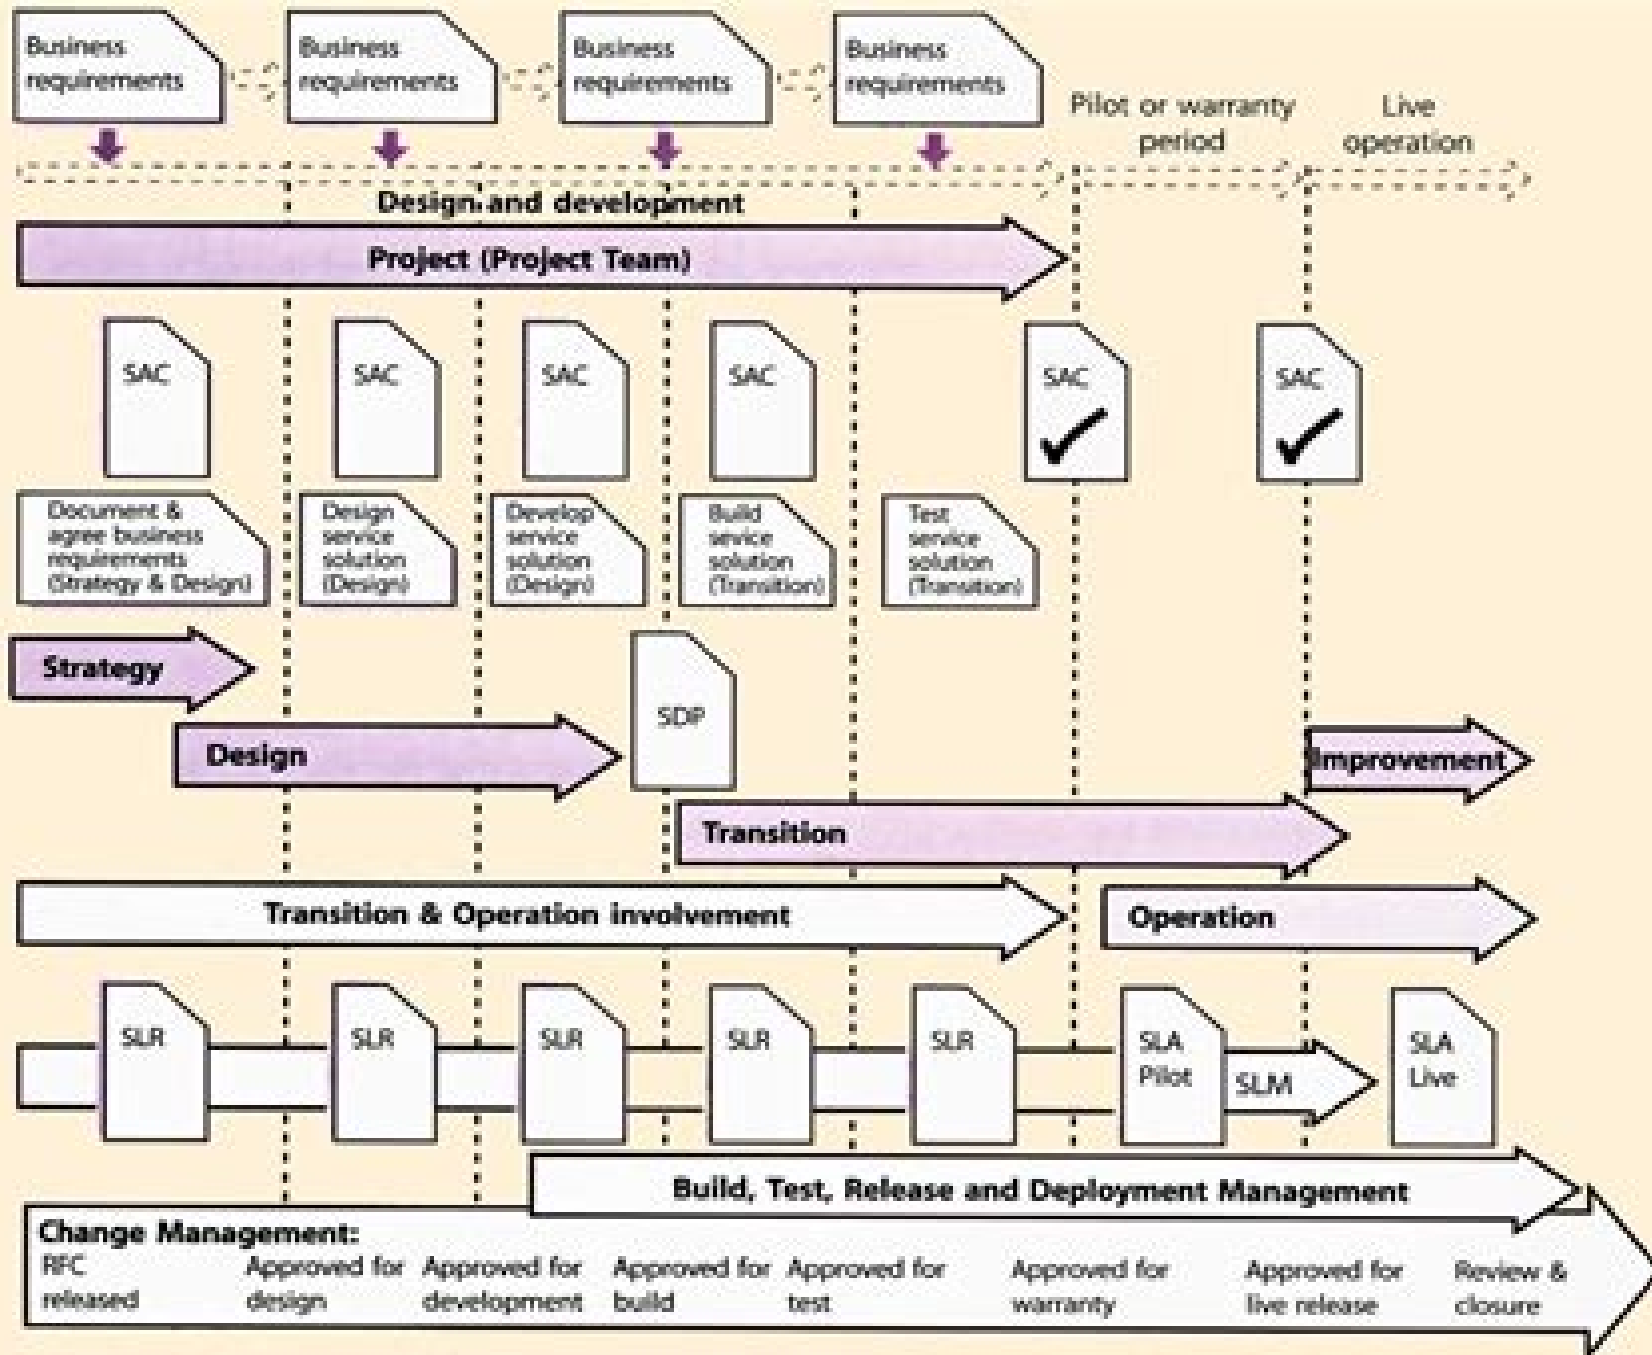 Business
requirements
Business
requirements
Business
requirements
Business
requirements
Pilot or warranty
period
Live
operation
Design and development
Project (Project Team)
SAC
SAC
SAC
SAC
SAC
SAC
Document &
agree business
requirements
(Strategy & Design)
Design
service
solution
(Design)
Develop
service
solution
(Design)
Build
sevice
solution
(Transition)
Test
service
solution
(Transition)
Strategy
SDP
Design
Improvement
Transition
Transition & Operation involvement
Operation
SLR
SLR
SLR
SLR
SLR
SLA
Pilot
SLM
SLA
Live
Build, Test, Release and Deployment Management
Change Management:
RFC
released
Approved for
design
Approved for
development
Approved for
build
Approved for
test
Approved for
warranty
Approved for
live release
Review &
closure